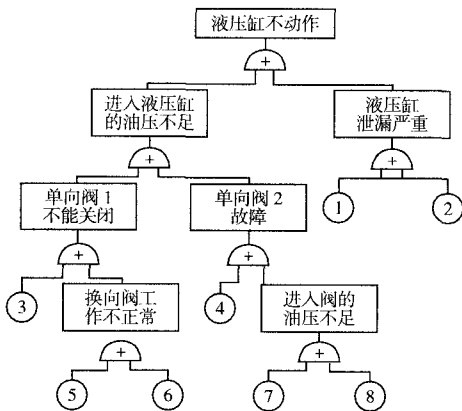 液压缸不动作
+
进入液压缸
的油压不足
液压缸
泄漏严重
+
+
单向阀1
不能关闭
单向阀2
故障
1
2
+
+
3
换向阀工
作不正常
4
进入阀的
油压不足
+
+
5
6
7
8